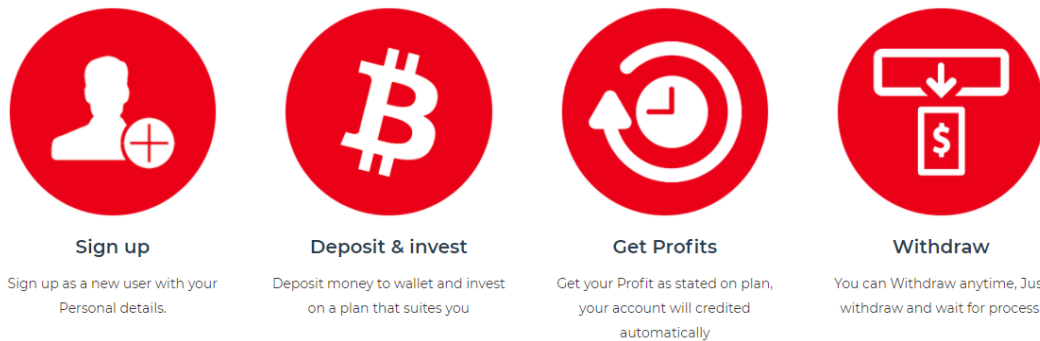 Sign up
Sign up as a new user with your
Personal details.
Deposit & invest
Deposit money to wallet and invest
on a plan that suites you
Get Profits
Get your Profit as stated on plan,
your account will credited
automatically
Withdraw
You can Withdraw anytime, Jus
withdraw and wait for process
$